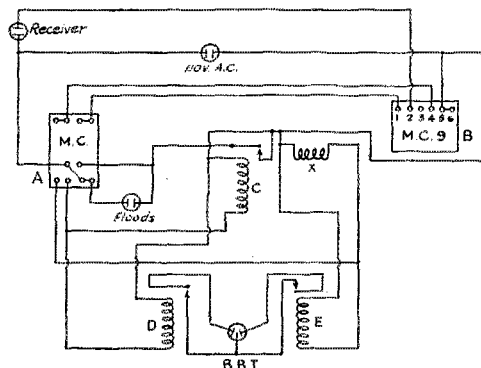 Receiver
110V. A.C.
M.C.
A
Floods
1 2 3 4 5 6
M.C. 9
B
C
X
D
E
B.B.T.